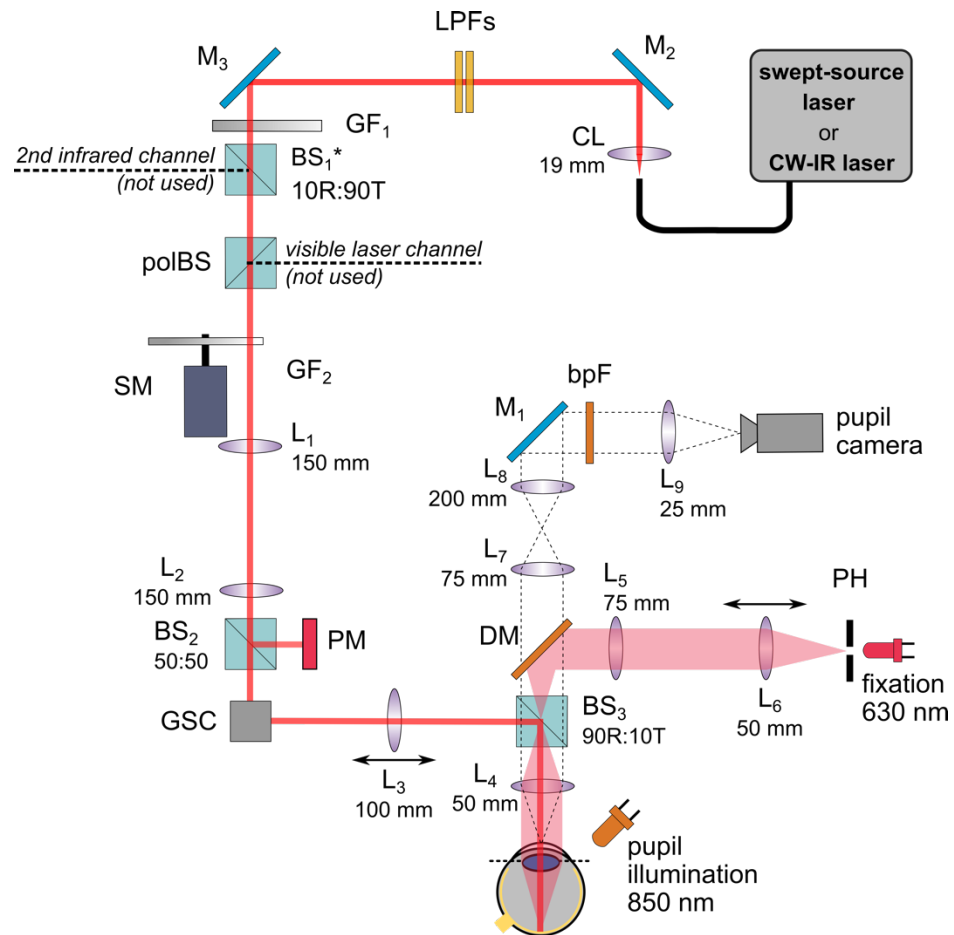 LPFs
M3
M2
swept-source
laser
or
CW-IR laser
GF1
CL
19 mm
2nd infrared channel
(not used)
BS1*
10R:90T
visible laser channel
(not used)
polBS
GF2
SM
bpF
M1
pupil
camera
L1
150 mm
L8
200 mm
L9
25 mm
L2
150 mm
L7
75 mm
L5
75 mm
PH
BS2
50:50
PM
DM
fixation
630 nm
L6
50 mm
GSC
BS3
90R:10T
L3
100 mm
L4
50 mm
pupil
illumination
850 nm